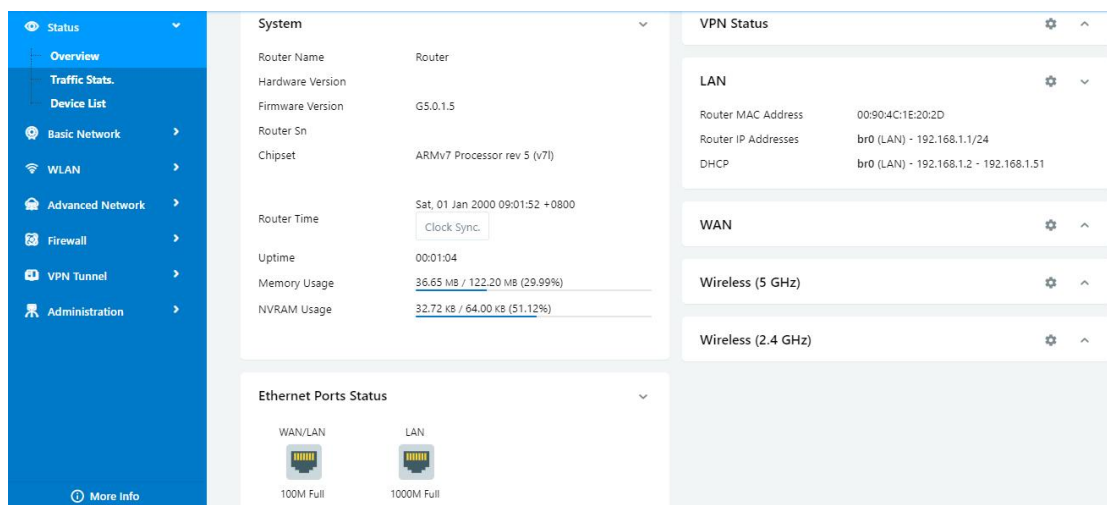 Status
Overview
Traffic Stats.
Device List
Basic Network
WLAN
Advanced Network
Firewall
VPN Tunnel
Administration
More Info
System
Router Name Router
Hardware Version
Firmware Version G5.0.1.5
Router Sn
Chipset ARMv7 Processor rev 5 (v7l)
Router Time Sat, 01 Jan 2000 09:01:52 +0800
Clock Sync.
Uptime 00:01:04
Memory Usage 36.65 MB / 122.20 MB (29.99%)
NVRAM Usage 32.72 KB / 64.00 KB (51.12%)
Ethernet Ports Status
WAN/LAN LAN
100M Full 1000M Full
VPN Status
LAN
Router MAC Address 00:90:4C:1E:20:2D
Router IP Addresses br0 (LAN) - 192.168.1.1/24
DHCP br0 (LAN) - 192.168.1.2 - 192.168.1.51
WAN
Wireless (5 GHz)
Wireless (2.4 GHz)